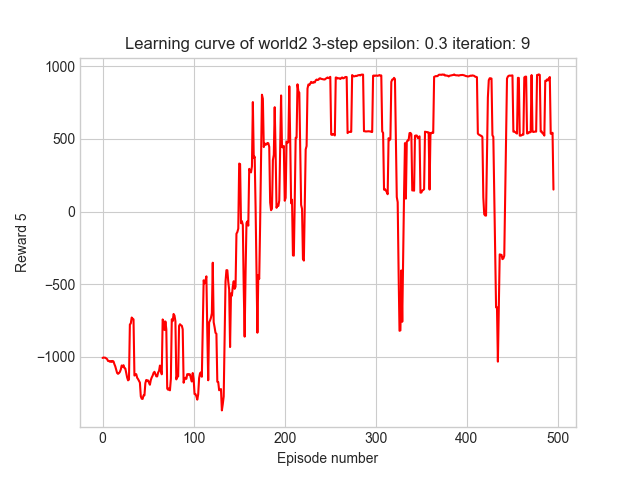 Learning curve of world2 3-step epsilon: 0.3 iteration: 9
1000
500
0
−500
−1000
Reward 5
0 100 200 300 400 500
Episode number